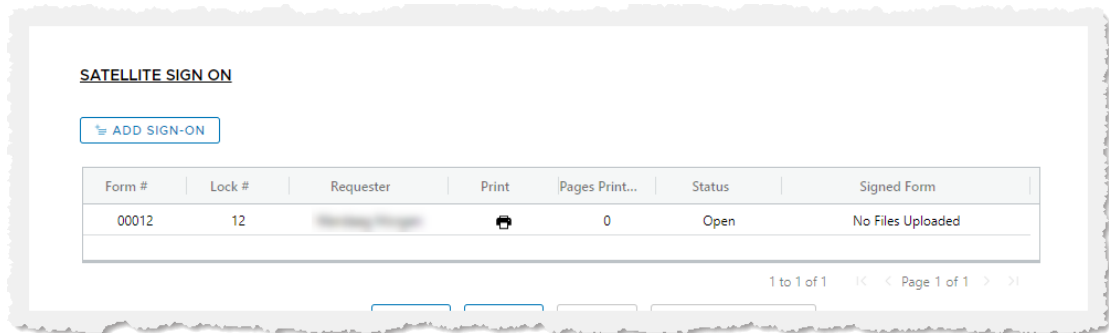 SATELLITE SIGN ON
ADD SIGN-ON
Form # Lock # Requester Print Pages Print... Status Signed Form
00012 12 0 Open No Files Uploaded
1 to 1 of 1 Page 1 of 1